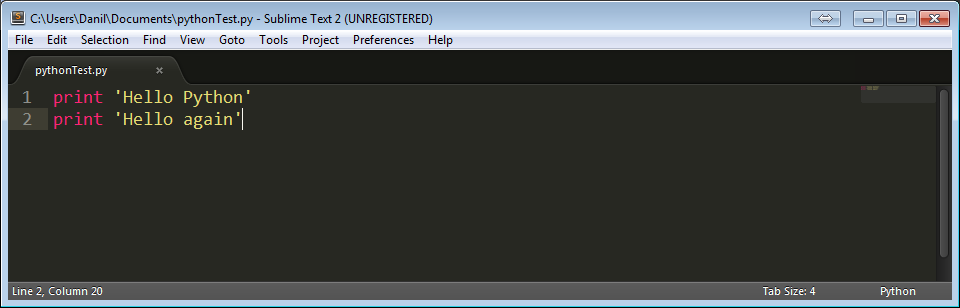 C:\Users\Danil\Documents\pythonTest.py - Sublime Text 2 (UNREGISTERED)
File Edit Selection Find View Goto Tools Project Preferences Help
pythonTest.py ×
1 print 'Hello Python'
2 print 'Hello again'
Line 2, Column 20 Tab Size: 4 Python